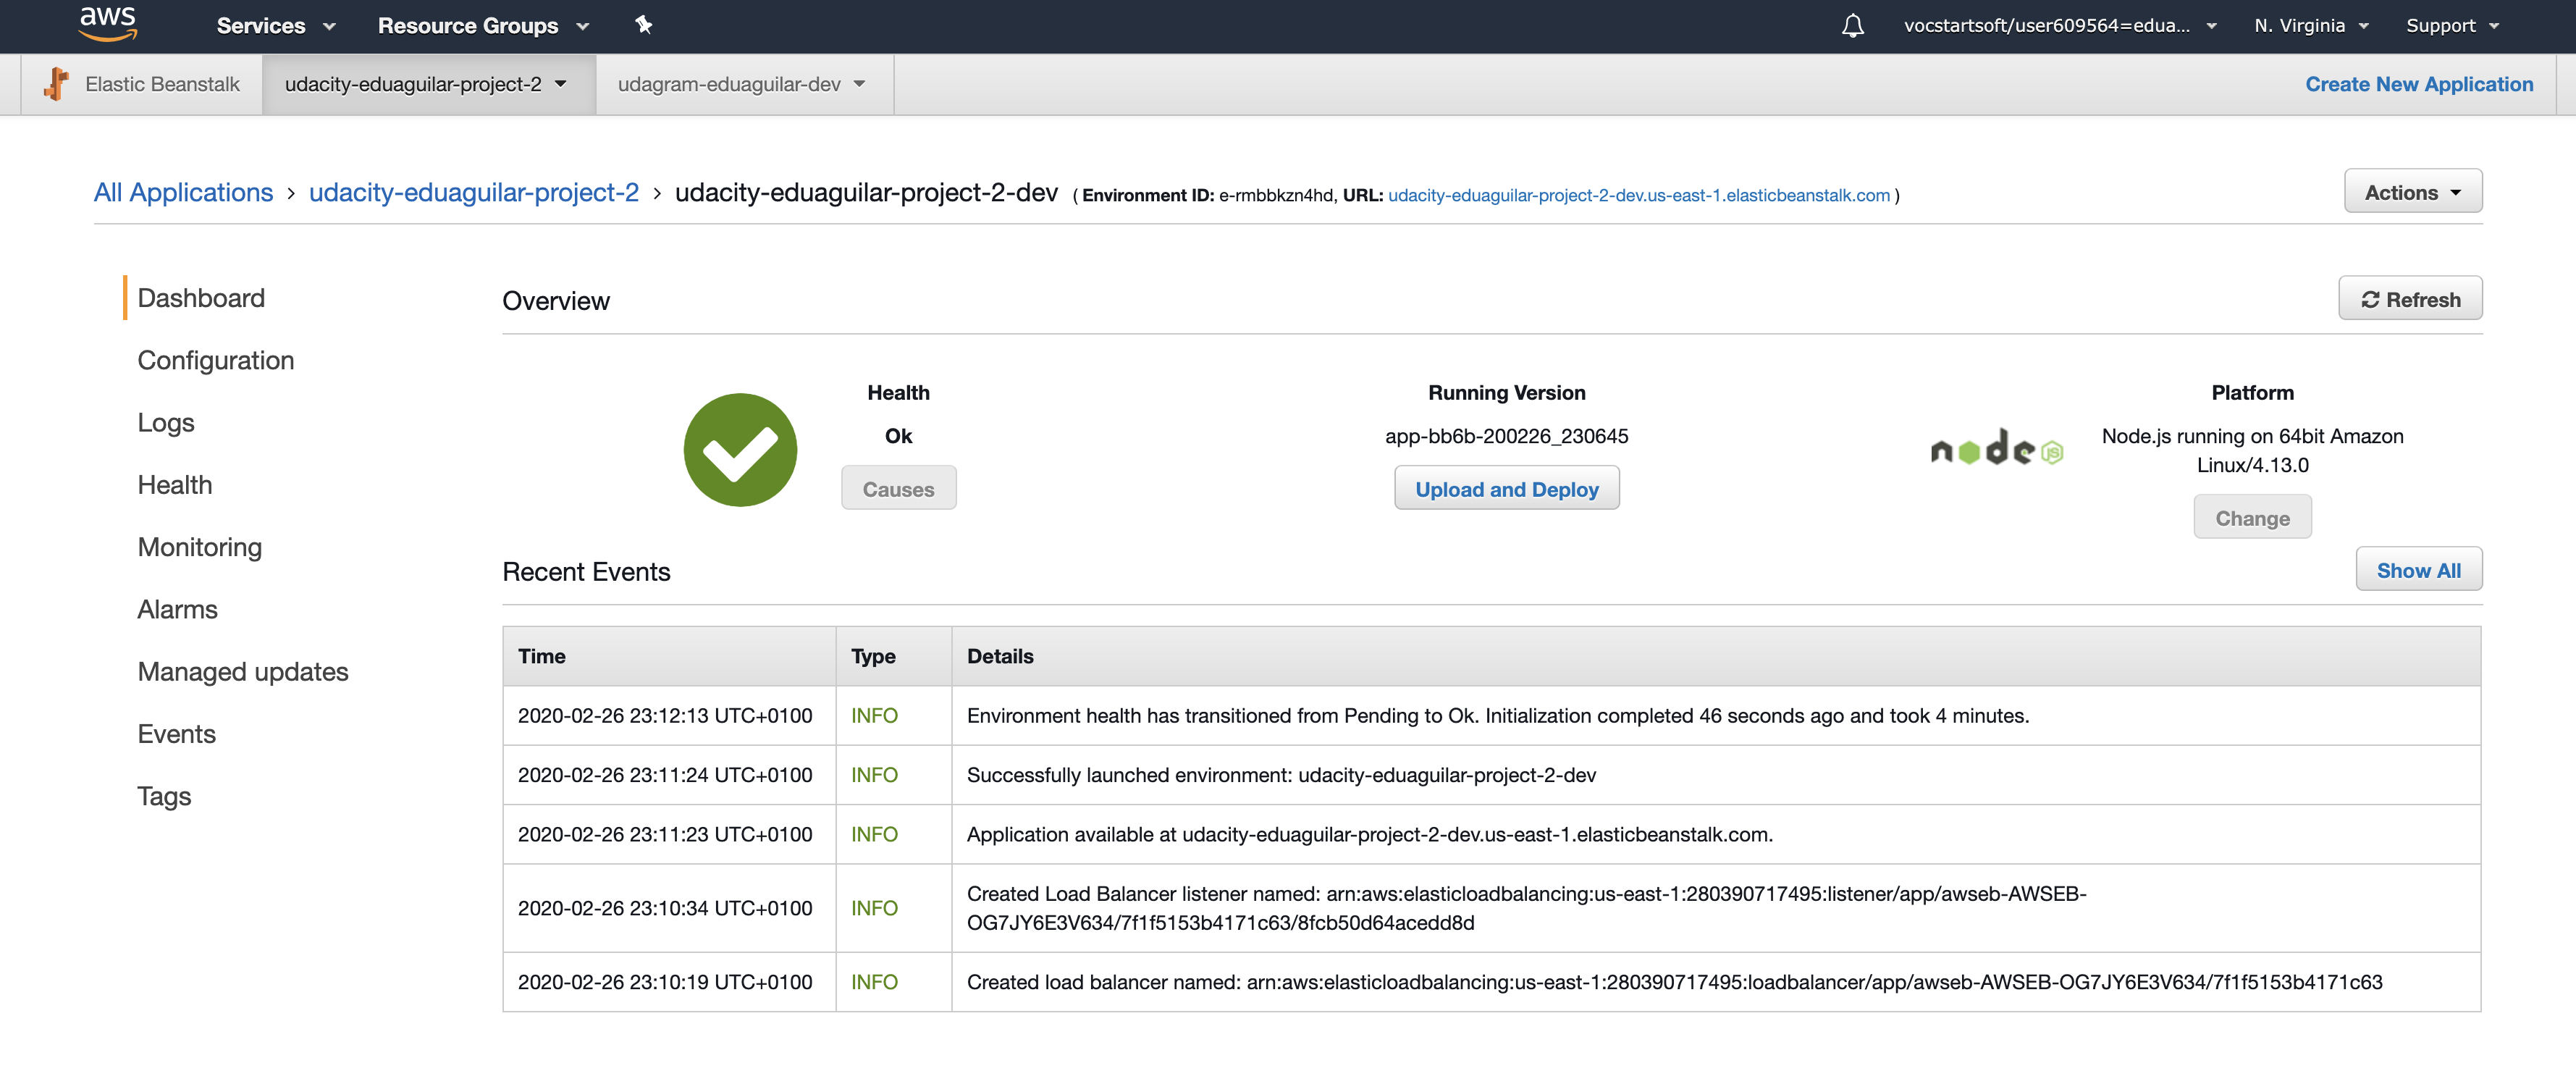 aws Services Resource Groups vocstartsoft/user609564=edua... N. Virginia Support
Elastic Beanstalk udacity-eduaguilar-project-2 udagram-eduaguilar-dev Create New Application
All Applications > udacity-eduaguilar-project-2 > udacity-eduaguilar-project-2-dev ( Environment ID: e-rmbbkzn4hd, URL: udacity-eduaguilar-project-2-dev.us-east-1.elasticbeanstalk.com ) Actions
Dashboard
Configuration
Logs
Health
Monitoring
Alarms
Managed updates
Events
Tags
Overview Refresh
Health
Ok
Causes
Running Version
app-bb6b-200226_230645
Upload and Deploy
node JS
Platform
Node.js running on 64bit Amazon
Linux/4.13.0
Change
Recent Events Show All
Time Type Details
2020-02-26 23:12:13 UTC+0100 INFO Environment health has transitioned from Pending to Ok. Initialization completed 46 seconds ago and took 4 minutes.
2020-02-26 23:11:24 UTC+0100 INFO Successfully launched environment: udacity-eduaguilar-project-2-dev
2020-02-26 23:11:23 UTC+0100 INFO Application available at udacity-eduaguilar-project-2-dev.us-east-1.elasticbeanstalk.com.
2020-02-26 23:10:34 UTC+0100 INFO Created Load Balancer listener named: arn:aws:elasticloadbalancing:us-east-1:280390717495:listener/app/awseb-AWSEB-
OG7JY6E3V634/7f1f5153b4171c63/8fcb50d64acedd8d
2020-02-26 23:10:19 UTC+0100 INFO Created load balancer named: arn:aws:elasticloadbalancing:us-east-1:280390717495:loadbalancer/app/awseb-AWSEB-OG7JY6E3V634/7f1f5153b4171c63